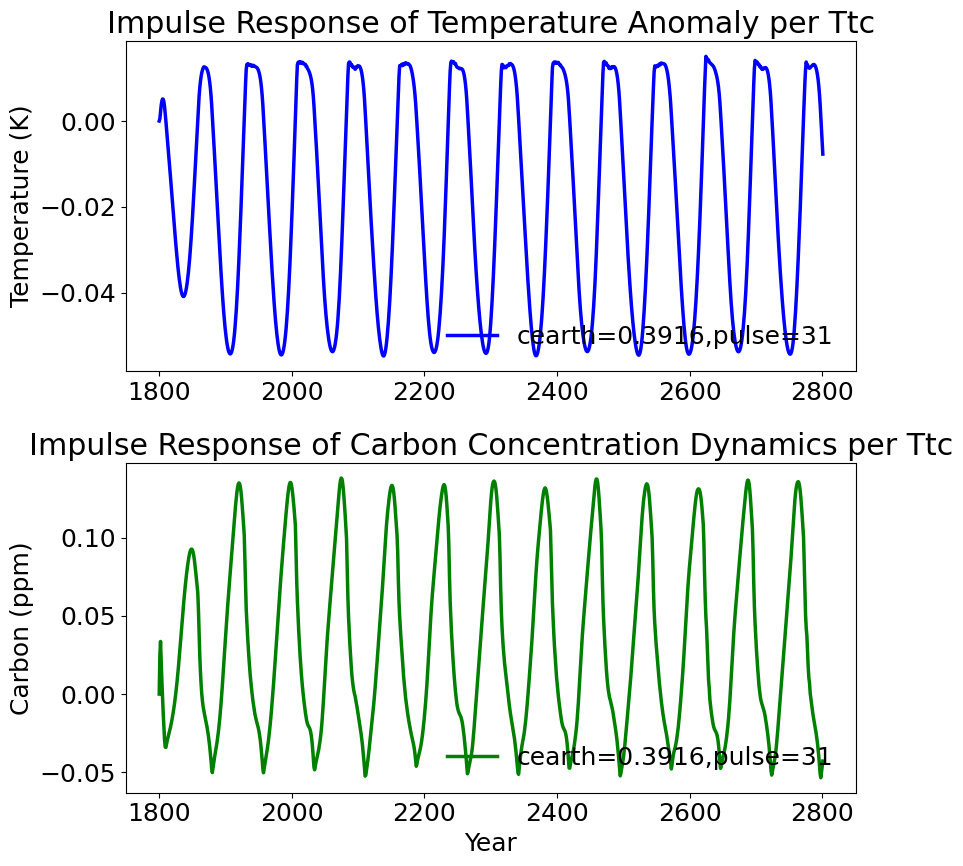 Impulse Response of Temperature Anomaly per Ttc
Temperature (K)
0.00
−0.02
−0.04
cearth=0.3916,pulse=31
1800 2000 2200 2400 2600 2800
Impulse Response of Carbon Concentration Dynamics per Ttc
Carbon (ppm)
0.10
0.05
0.00
−0.05
cearth=0.3916,pulse=31
1800 2000 2200 2400 2600 2800
Year